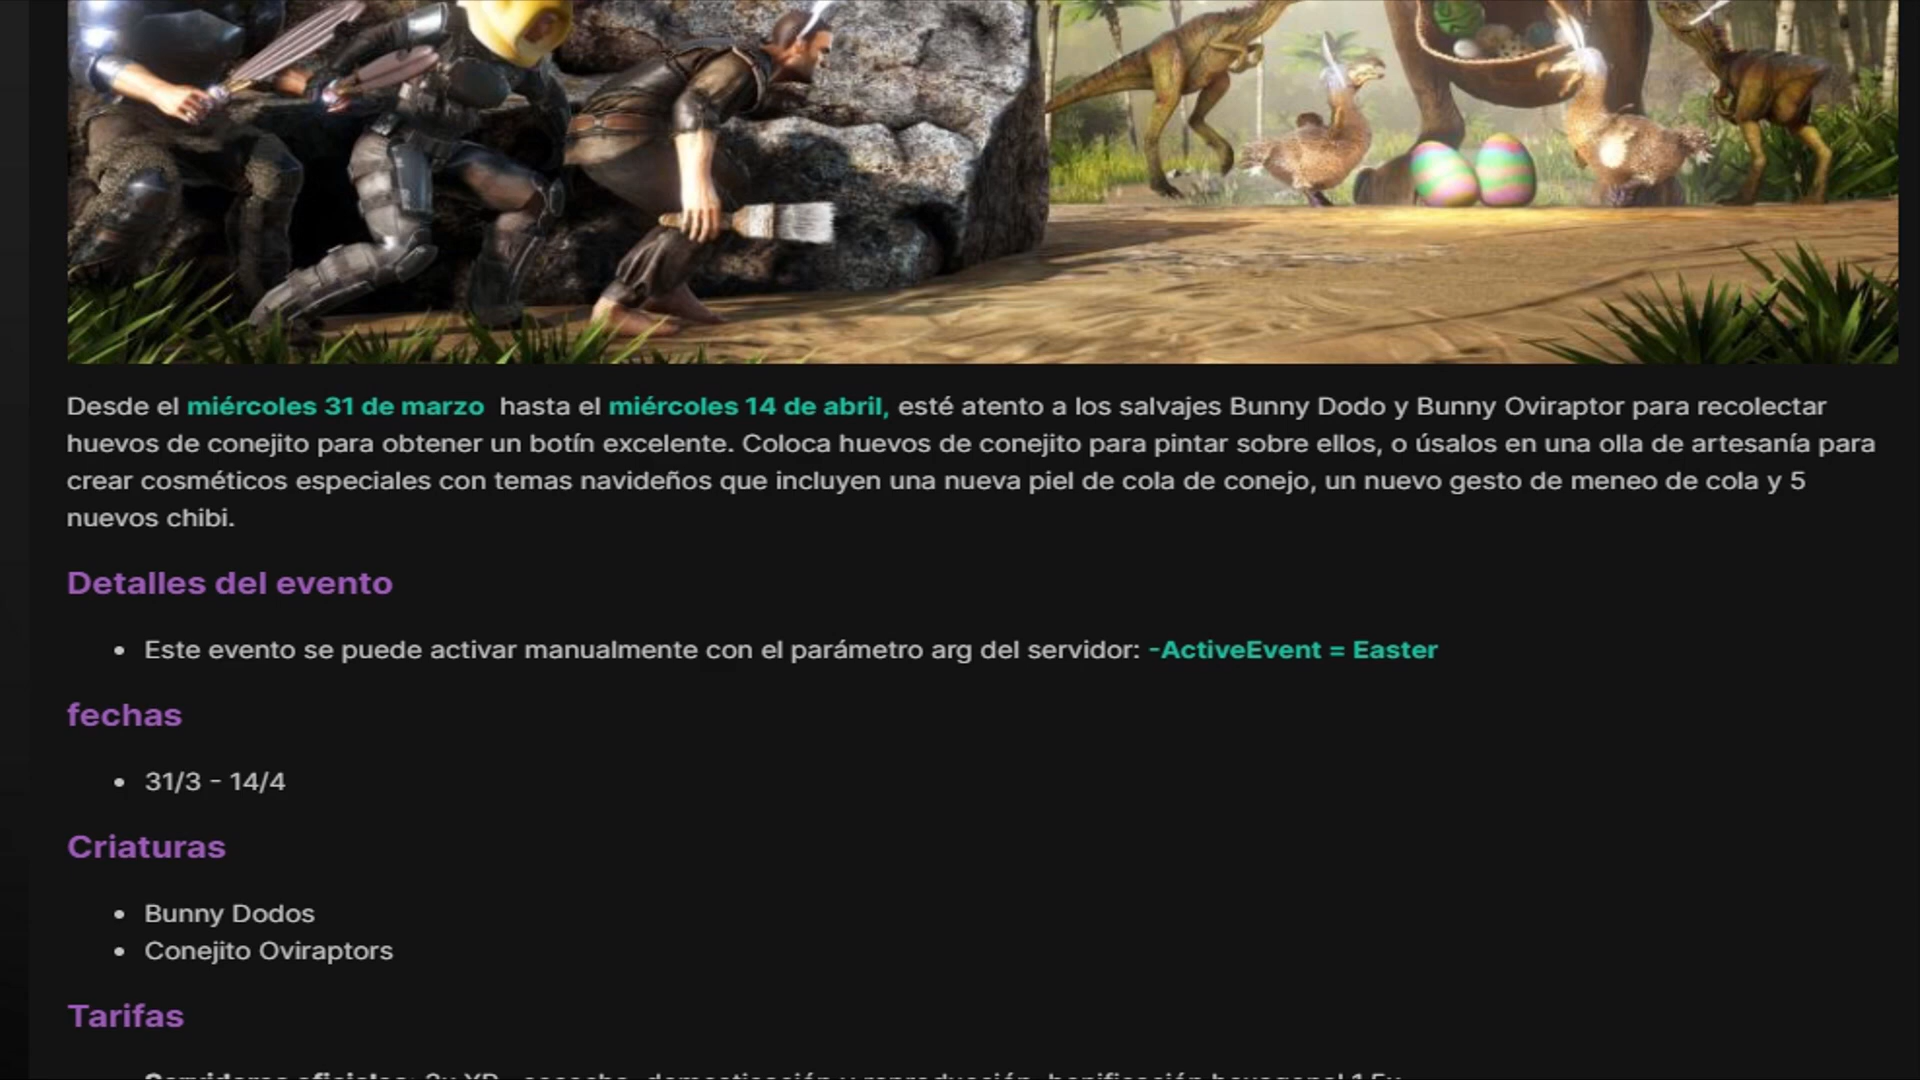 Desde el miércoles 31 de marzo hasta el miércoles 14 de abril, esté atento a los salvajes Bunny Dodo y Bunny Oviraptor para recolectar
huevos de conejito para obtener un botín excelente. Coloca huevos de conejito para pintar sobre ellos, o úsalos en una olla de artesanía para
crear cosméticos especiales con temas navideños que incluyen una nueva piel de cola de conejo, un nuevo gesto de meneo de cola y 5
nuevos chibi.
Detalles del evento
• Este evento se puede activar manualmente con el parámetro arg del servidor: -ActiveEvent = Easter
fechas
• 31/3 - 14/4
Criaturas
• Bunny Dodos
• Conejito Oviraptors
Tarifas